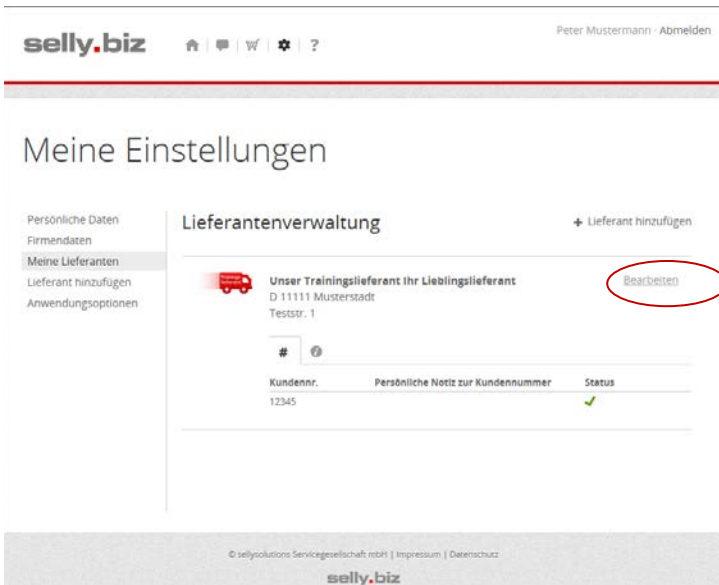 selly.biz
?
Peter Mustermann · Abmelden
Meine Einstellungen
Persönliche Daten
Firmendaten
Meine Lieferanten
Lieferant hinzufügen
Anwendungsoptionen
Lieferantenverwaltung
+ Lieferant hinzufügen
Unser Trainingslieferant Ihr Lieblingslieferant
Bearbeiten
D 11111 Musterstadt
Teststr. 1
#
Kundennr. Persönliche Notiz zur Kundennummer Status
12345
© sellysolutions Servicegesellschaft mbH | Impressum | Datenschutz
selly.biz